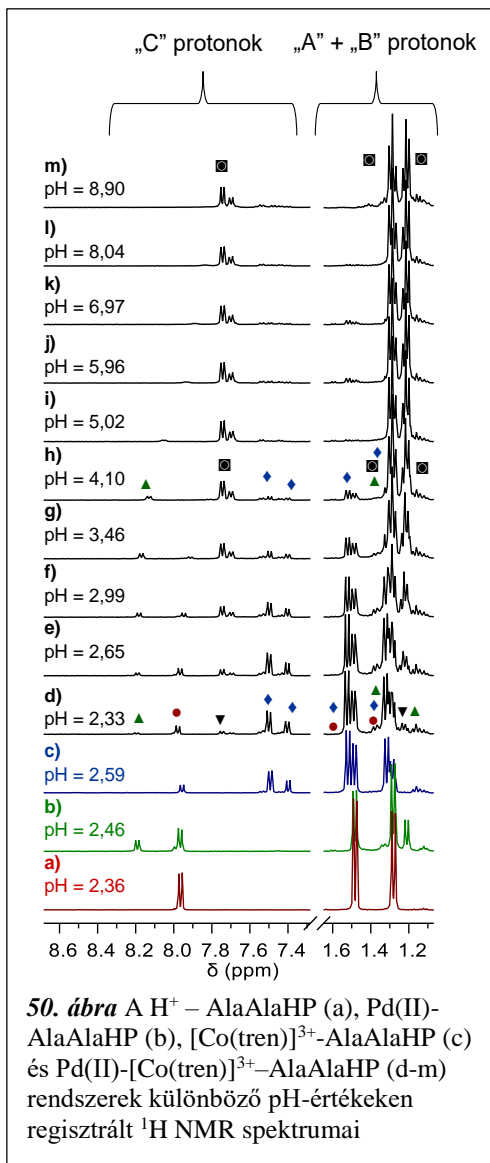 „C” protonok
„A” + „B” protonok
m)
pH = 8,90
l)
pH = 8,04
k)
pH = 6,97
j)
pH = 5,96
i)
pH = 5,02
h)
pH = 4,10
g)
pH = 3,46
f)
pH = 2,99
e)
pH = 2,65
d)
pH = 2,33
c)
pH = 2,59
b)
pH = 2,46
a)
pH = 2,36
8.6 8.4 8.2 8.0 7.8 7.6 7.4 1.6 1.4 1.2
δ (ppm)
50. ábra A H⁺ – AlaAlaHP (a), Pd(II)-
AlaAlaHP (b), [Co(tren)]³⁺-AlaAlaHP (c)
és Pd(II)-[Co(tren)]³⁺–AlaAlaHP (d-m)
rendszerek különböző pH-értékeken
regisztrált ¹H NMR spektrumai